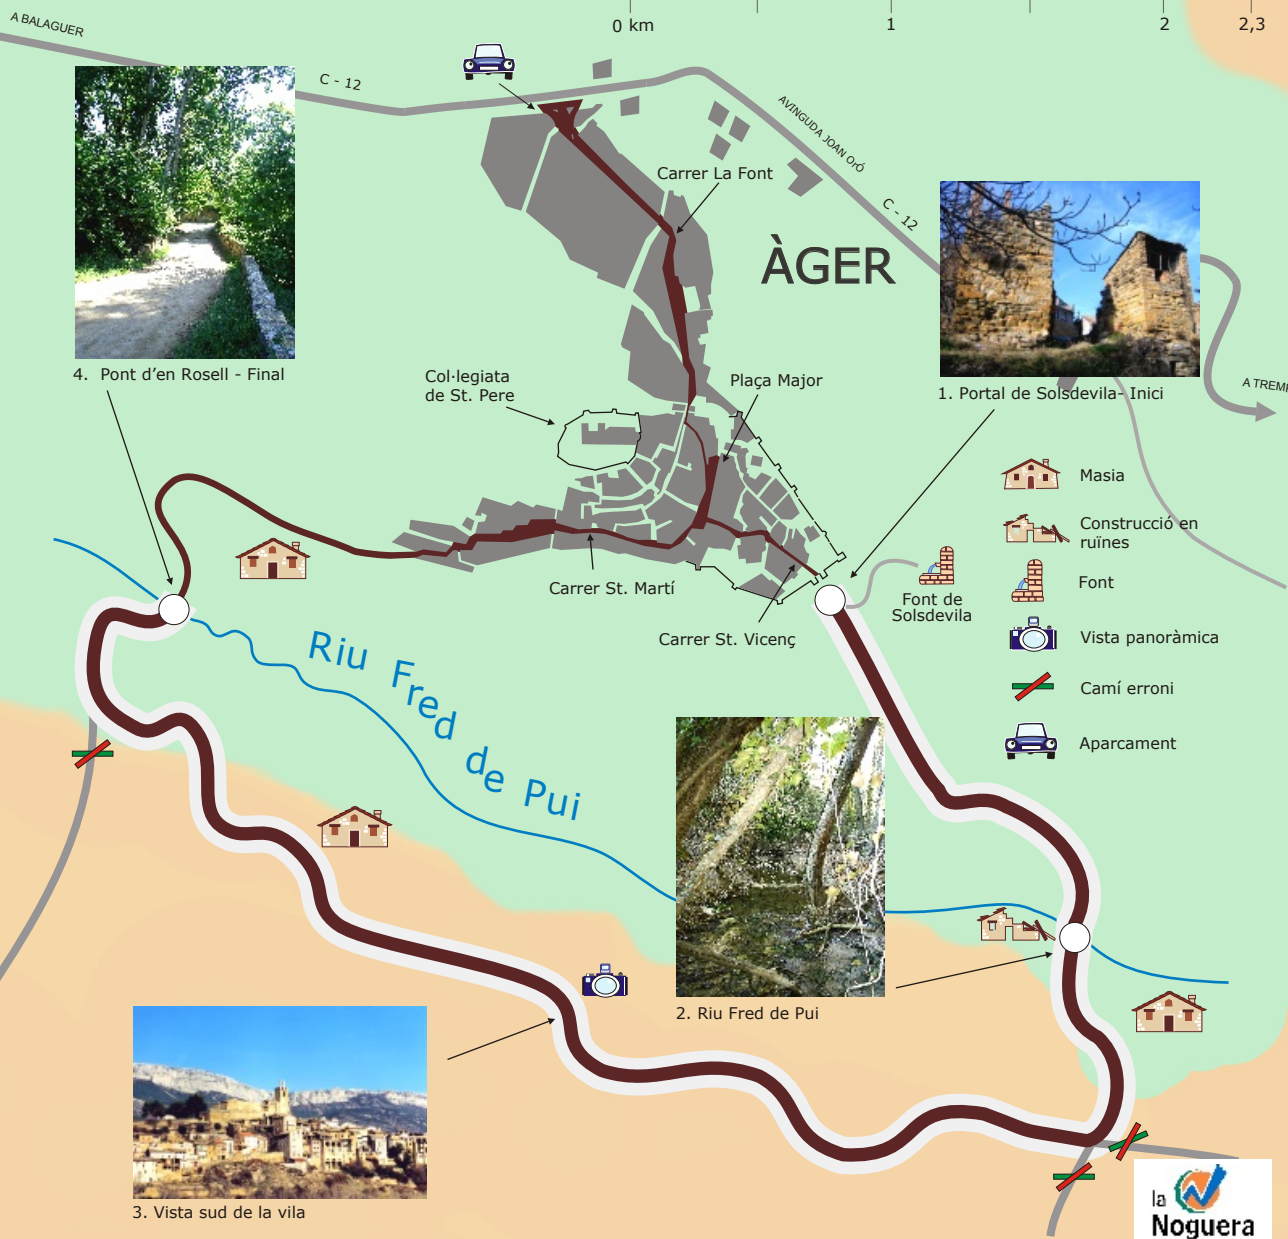 A BALAGUER
0 km
1
2
2,3
C - 12
AVINGUDA JOAN OrÓ
C - 12
Carrer La Font
ÀGER
4. Pont d’en Rosell - Final
Col·legiata
de St. Pere
Plaça Major
1. Portal de Solsdevila- Inici
Masia
Construcció en
ruïnes
Font
Font de
Solsdevila
Carrer St. Martí
Carrer St. Vicenç
Vista panoràmica
Camí erroni
Aparcament
Riu Fred de Pui
2. Riu Fred de Pui
3. Vista sud de la vila
la
Noguera